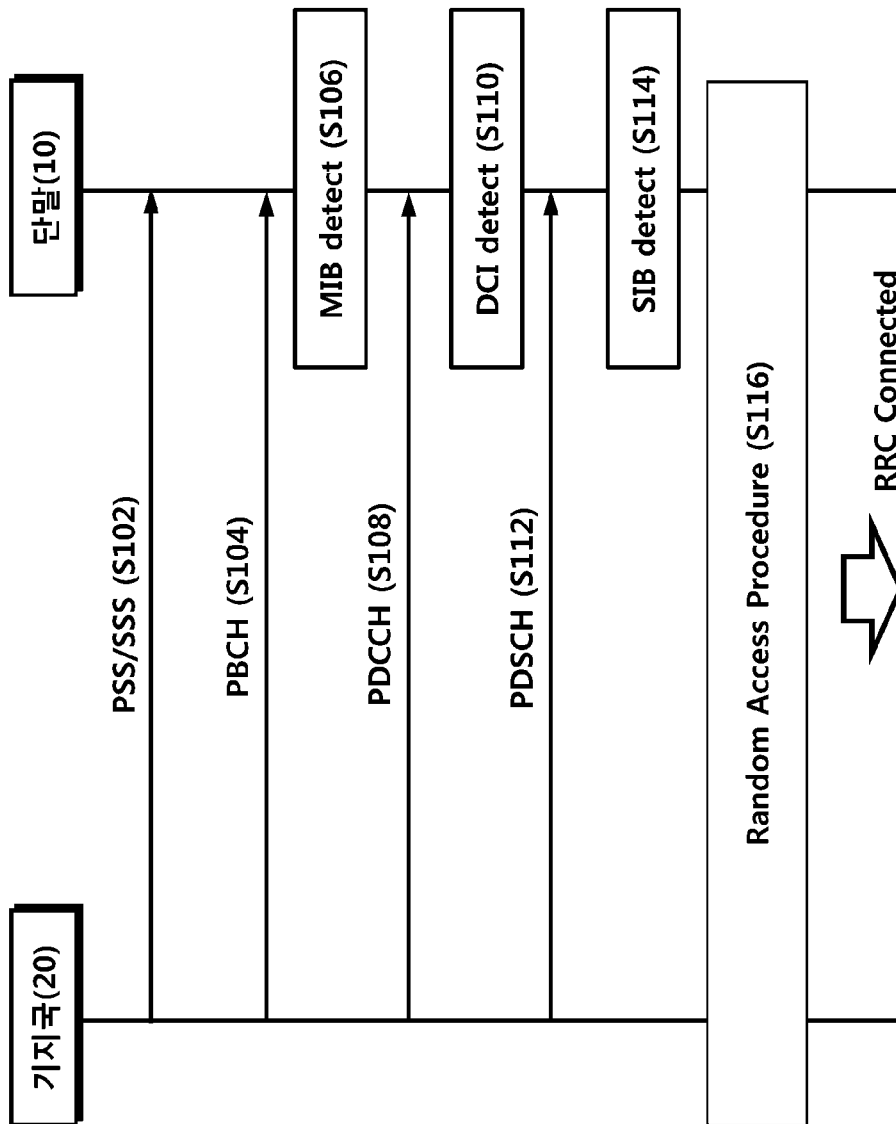 단말(10)
기지국(20)
PSS/SSS (S102)
PBCH (S104)
MIB detect (S106)
PDCCH (S108)
DCI detect (S110)
PDSCH (S112)
SIB detect (S114)
Random Access Procedure (S116)
RRC Connected